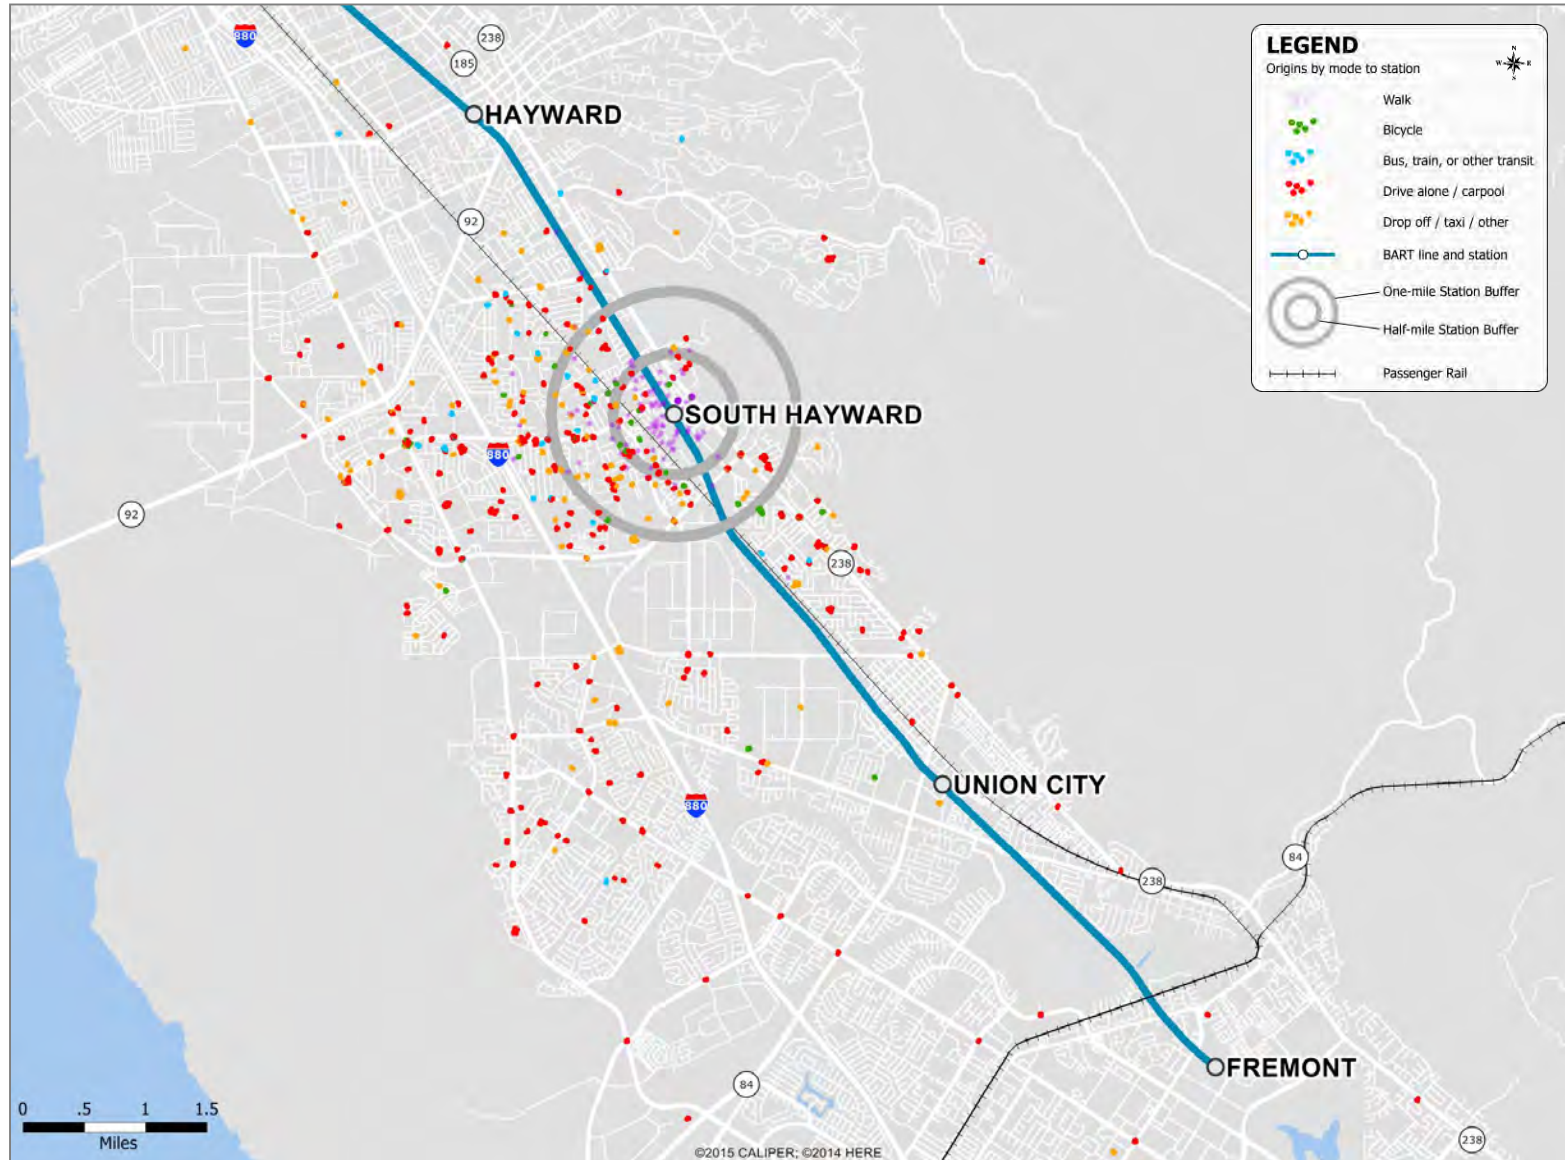 880
238
185
HAYWARD
92
SOUTH HAYWARD
880
92
238
UNION CITY
880
84
238
FREMONT
84
238
LEGEND
Origins by mode to station
N
W E
S
Walk
Bicycle
Bus, train, or other transit
Drive alone / carpool
Drop off / taxi / other
BART line and station
One-mile Station Buffer
Half-mile Station Buffer
Passenger Rail
0 .5 1 1.5
Miles
©2015 CALIPER; ©2014 HERE